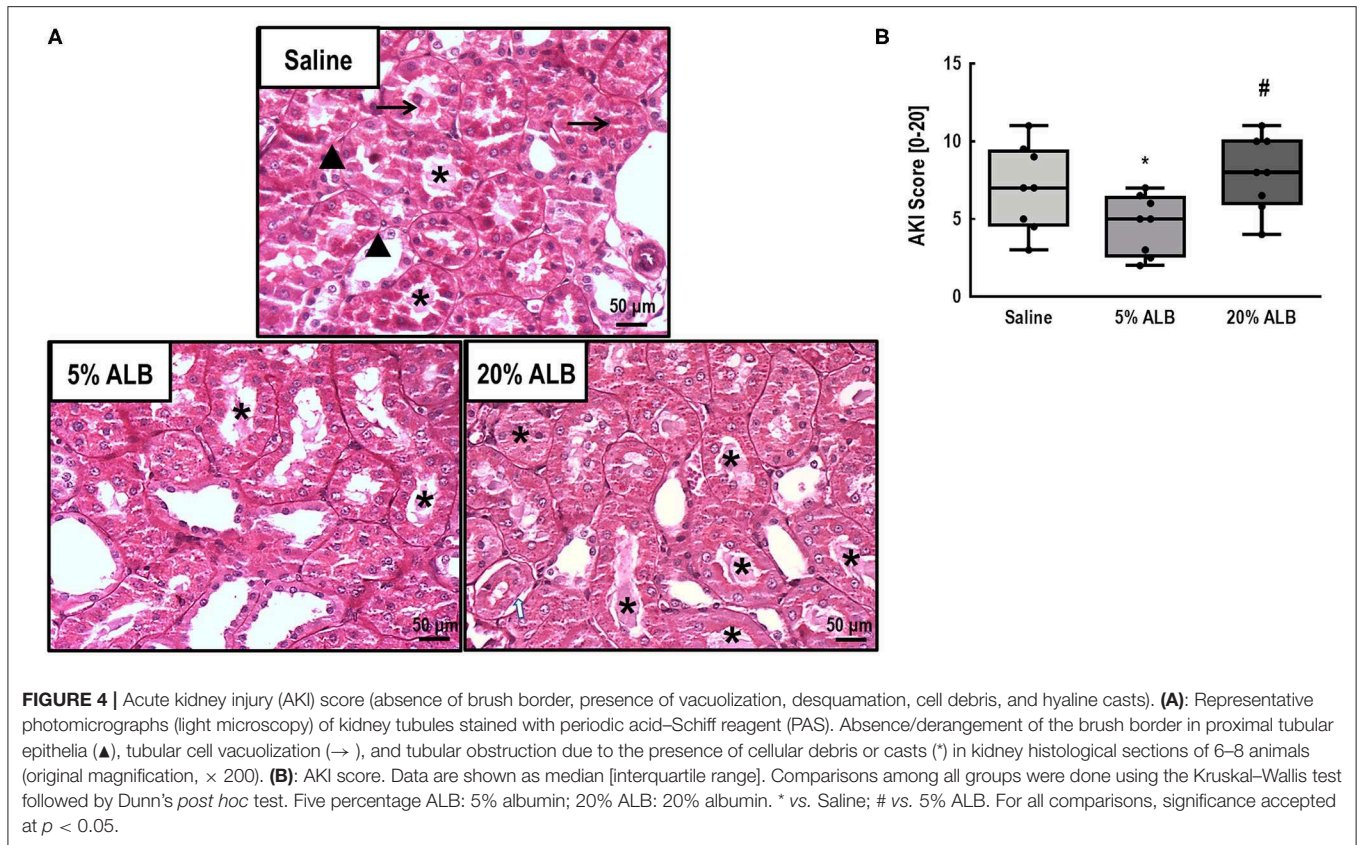 A
Saline
50 µm
5% ALB
50 µm
20% ALB
50 µm
B
#
*
15
10
5
0
AKI Score [0-20]
Saline 5% ALB 20% ALB
FIGURE 4 | Acute kidney injury (AKI) score (absence of brush border, presence of vacuolization, desquamation, cell debris, and hyaline casts). (A): Representative
photomicrographs (light microscopy) of kidney tubules stained with periodic acid–Schiff reagent (PAS). Absence/derangement of the brush border in proximal tubular
epithelia (▲), tubular cell vacuolization (→ ), and tubular obstruction due to the presence of cellular debris or casts (*) in kidney histological sections of 6–8 animals
(original magnification, × 200). (B): AKI score. Data are shown as median [interquartile range]. Comparisons among all groups were done using the Kruskal–Wallis test
followed by Dunn's post hoc test. Five percentage ALB: 5% albumin; 20% ALB: 20% albumin. * vs. Saline; # vs. 5% ALB. For all comparisons, significance accepted
at p < 0.05.